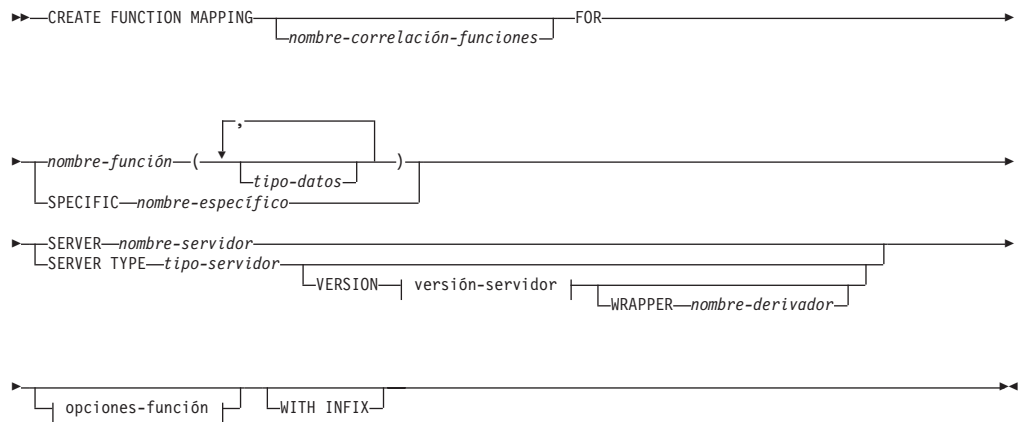 CREATE FUNCTION MAPPING FOR
nombre-correlación-funciones
,
nombre-función ( )
tipo-datos
SPECIFIC nombre-específico
SERVER nombre-servidor
SERVER TYPE tipo-servidor
VERSION versión-servidor
WRAPPER nombre-derivador
opciones-función WITH INFIX